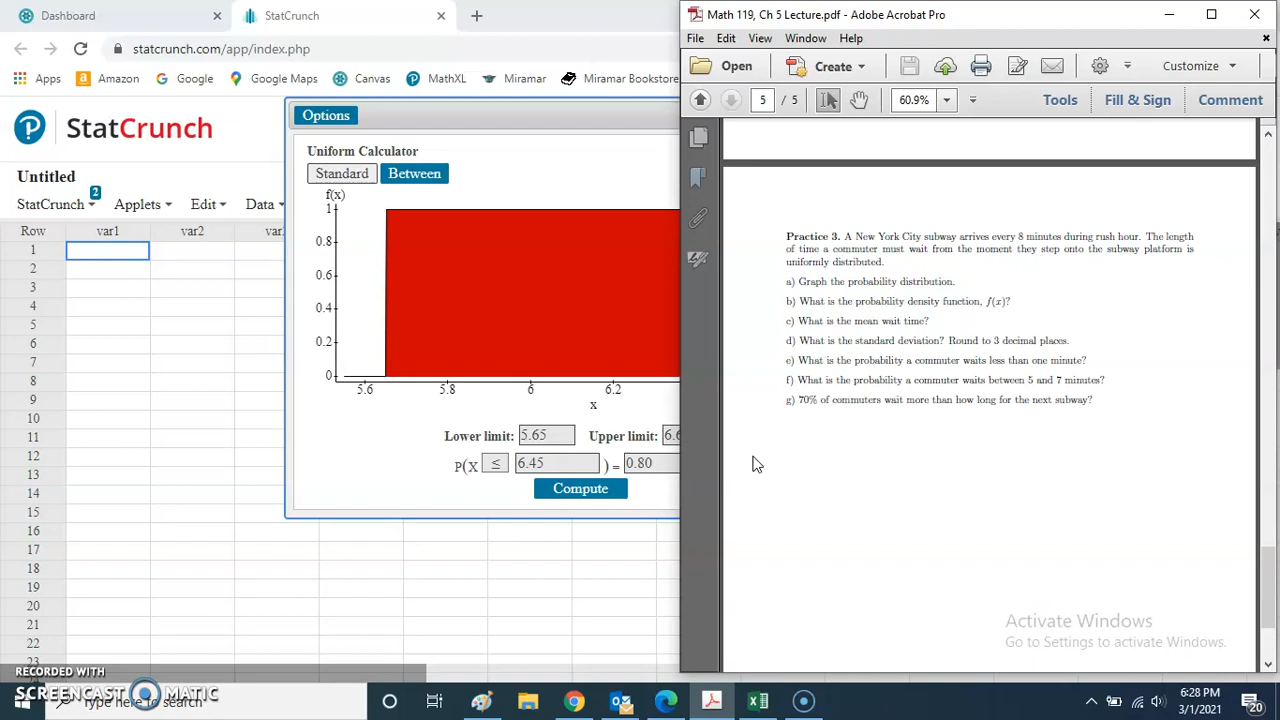 Dashboard
StatCrunch
statcrunch.com/app/index.php
Apps Amazon Google Google Maps Canvas MathXL Miramar Miramar Bookstore
StatCrunch
Untitled
StatCrunch 2 Applets Edit Data
Row var1 var2
1
2
3
4
5
6
7
8
9
10
11
12
13
14
15
16
17
18
19
20
21
22
23
Options
Uniform Calculator
Standard Between
f(x)
1
0.8
0.6
0.4
0.2
0
5.6 5.8 6 6.2
x
Lower limit: 5.65 Upper limit:
P(X ≤ 6.45 ) = 0.80
Compute
Math 119, Ch 5 Lecture.pdf - Adobe Acrobat Pro
File Edit View Window Help
Open Create Customize
5 / 5 60.9% Tools Fill & Sign Comment
Practice 3. A New York City subway arrives every 8 minutes during rush hour. The length
of time a commuter must wait from the moment they step onto the subway platform is
uniformly distributed.
a) Graph the probability distribution.
b) What is the probability density function, f(x)?
c) What is the mean wait time?
d) What is the standard deviation? Round to 3 decimal places.
e) What is the probability a commuter waits less than one minute?
f) What is the probability a commuter waits between 5 and 7 minutes?
g) 70% of commuters wait more than how long for the next subway?
Activate Windows
Go to Settings to activate Windows.
RECORDED WITH
SCREENCAST MATIC
Type here to search
6:28 PM
3/1/2021
20